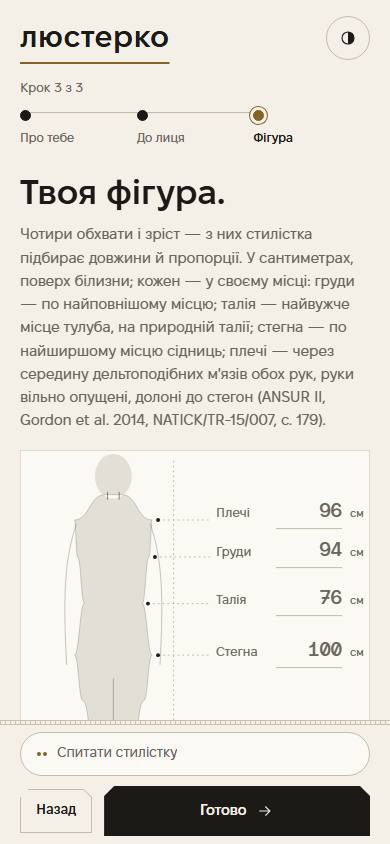 люстерко
Крок 3 з 3
Про тебе
До лиця
Фігура
Твоя фігура.
Чотири обхвати і зріст — з них стилістка
підбирає довжини й пропорції. У сантиметрах,
поверх білизни; кожен — у своєму місці: груди
— по найповнішому місцю; талія — найвужче
місце тулуба, на природній талії; стегна — по
найширшому місцю сідниць; плечі — через
середину дельтоподібних м'язів обох рук, руки
вільно опущені, долоні до стегон (ANSUR II,
Gordon et al. 2014, NATICK/TR-15/007, с. 179).
Плечі 96 см
Груди 94 см
Талія 76 см
Стегна 100 см
Спитати стилістку
Назад
Готово →